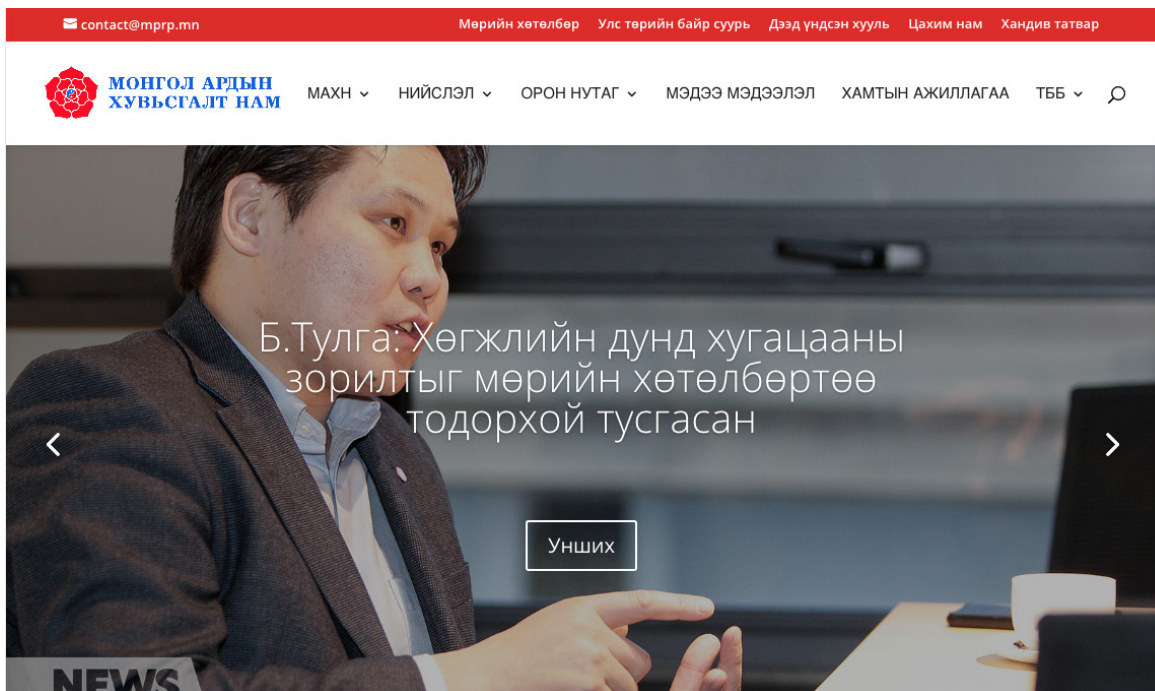 contact@mprp.mn
Мөрийн хөтөлбөр Улс төрийн байр суурь Дээд үндсэн хууль Цахим нам Хандив татвар
МОНГОЛ АРДЫН
ХУВЬСГАЛТ НАМ
МАХН НИЙСЛЭЛ ОРОН НУТАГ МЭДЭЭ МЭДЭЭЛЭЛ ХАМТЫН АЖИЛЛАГАА ТББ
Б.Тулга: Хөгжлийн дунд хугацааны
зорилтыг мөрийн хөтөлбөртөө
тодорхой тусгасан
Унших
NEWS